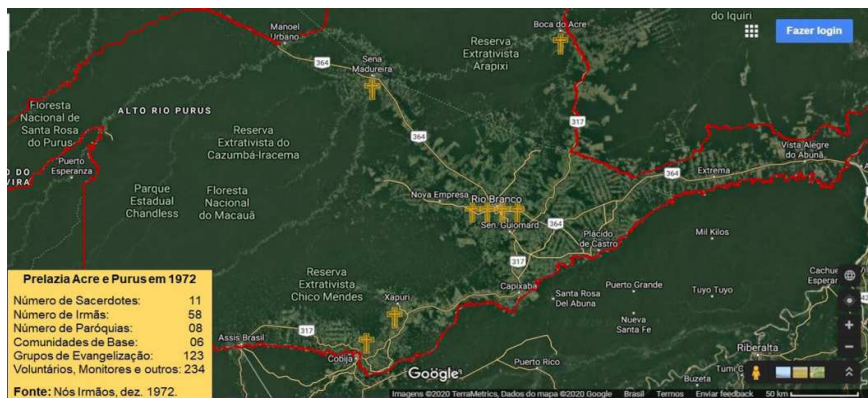 Manoel
Urbano
Boca do Acre
do Iquiri
Fazer login
Reserva
Extrativista
Arapixi
364
Sena
Madureira
Floresta
Nacional de
Santa Rosa
do Purus
ALTO RIO PURUS
317
364
Reserva
Extrativista do
Cazumbá-Iracema
Vista Alegre
do Abunã
364
Extrema
Puerto
Esperanza
Parque
Estadual
Chandless
Floresta
Nacional
do Macauã
Nova Empresa
Rio Branco
Sen. Guiomard
364
Plácido
de Castro
Mil Kilos
317
Reserva
Extrativista
Chico Mendes
Capixaba
Santa Rosa
Del Abuna
Puerto Grande
Tuyo Tuyo
Nueva
Santa Fe
Xapuri
317
Assis Brasil
Cobija
Puerto Rico
Riberalta
Buzeta
Prelazia Acre e Purus em 1972
Número de Sacerdotes: 11
Número de Irmãs: 58
Número de Paróquias: 08
Comunidades de Base: 06
Grupos de Evangelização: 123
Voluntários, Monitores e outros: 234
Fonte: Nós Irmãos, dez. 1972.
Google
Imagens ©2020 TerraMetrics, Dados do mapa ©2020 Google Brasil Termos Enviar feedback 50 km